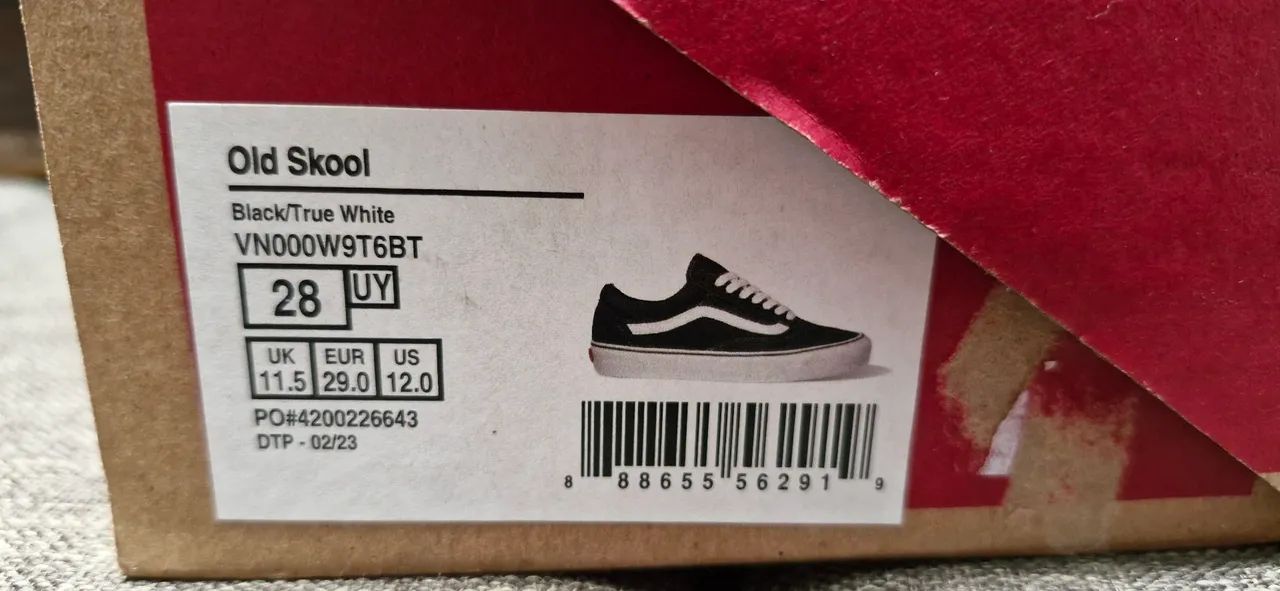 Old Skool
Black/True White
VN000W9T6BT
28 UY
UK EUR US
11.5 29.0 12.0
PO#4200226643
DTP - 02/23
8 88655 56291 9